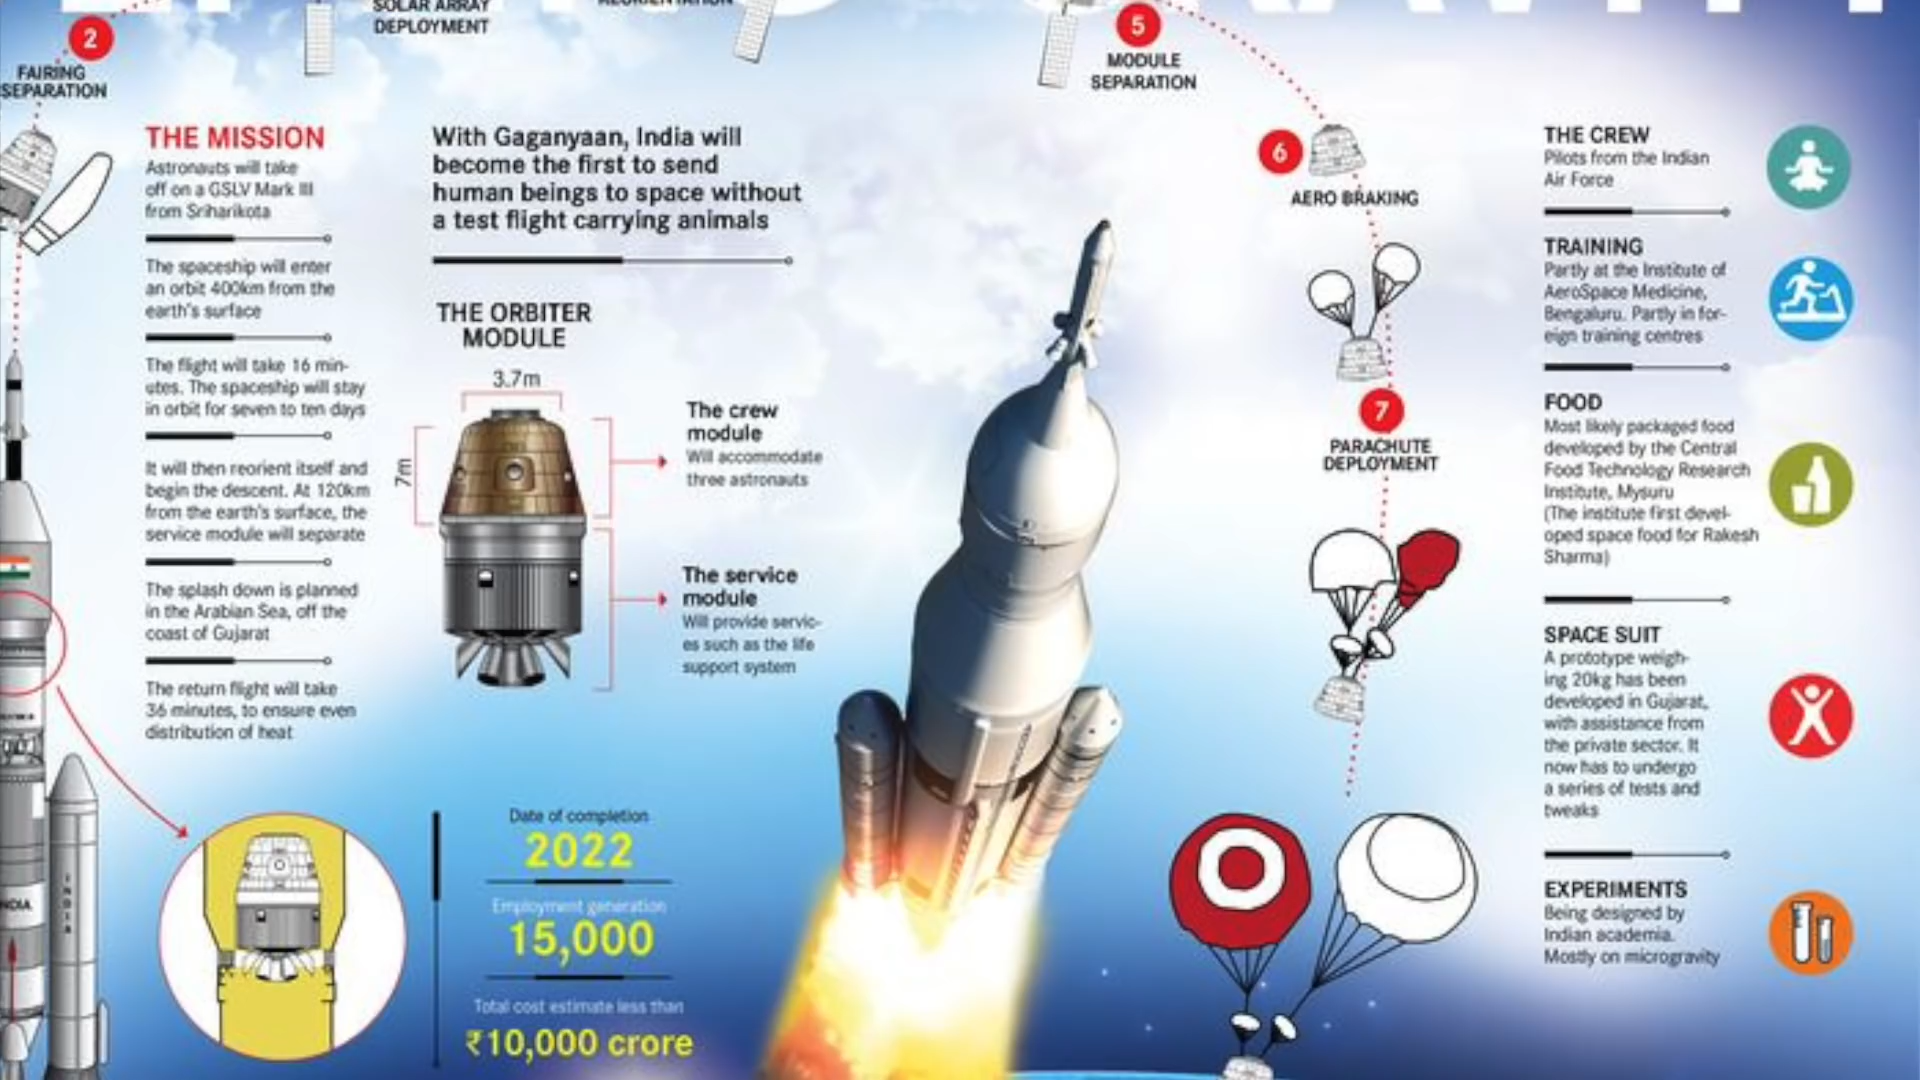 SOLAR ARRAY
DEPLOYMENT
2
FAIRING
SEPARATION
5
MODULE
SEPARATION
THE MISSION
Astronauts will take
off on a GSLV Mark III
from Sriharikota
The spaceship will enter
an orbit 400km from the
earth's surface
The flight will take 16 min-
utes. The spaceship will stay
in orbit for seven to ten days
It will then reorient itself and
begin the descent. At 120km
from the earth's surface, the
service module will separate
The splash down is planned
in the Arabian Sea, off the
coast of Gujarat
The return flight will take
36 minutes, to ensure even
distribution of heat
With Gaganyaan, India will
become the first to send
human beings to space without
a test flight carrying animals
THE ORBITER
MODULE
3.7m
7m
The crew
module
Will accommodate
three astronauts
The service
module
Will provide servic-
es such as the life
support system
Date of completion
2022
Employment generation
15,000
Total cost estimate less than
₹10,000 crore
INDIA
6
AERO BRAKING
7
PARACHUTE
DEPLOYMENT
THE CREW
Pilots from the Indian
Air Force
TRAINING
Partly at the Institute of
AeroSpace Medicine,
Bengaluru. Partly in for-
eign training centres
FOOD
Most likely packaged food
developed by the Central
Food Technology Research
Institute, Mysuru
(The institute first devel-
oped space food for Rakesh
Sharma)
SPACE SUIT
A prototype weigh-
ing 20kg has been
developed in Gujarat,
with assistance from
the private sector. It
now has to undergo
a series of tests and
tweaks
EXPERIMENTS
Being designed by
Indian academia.
Mostly on microgravity